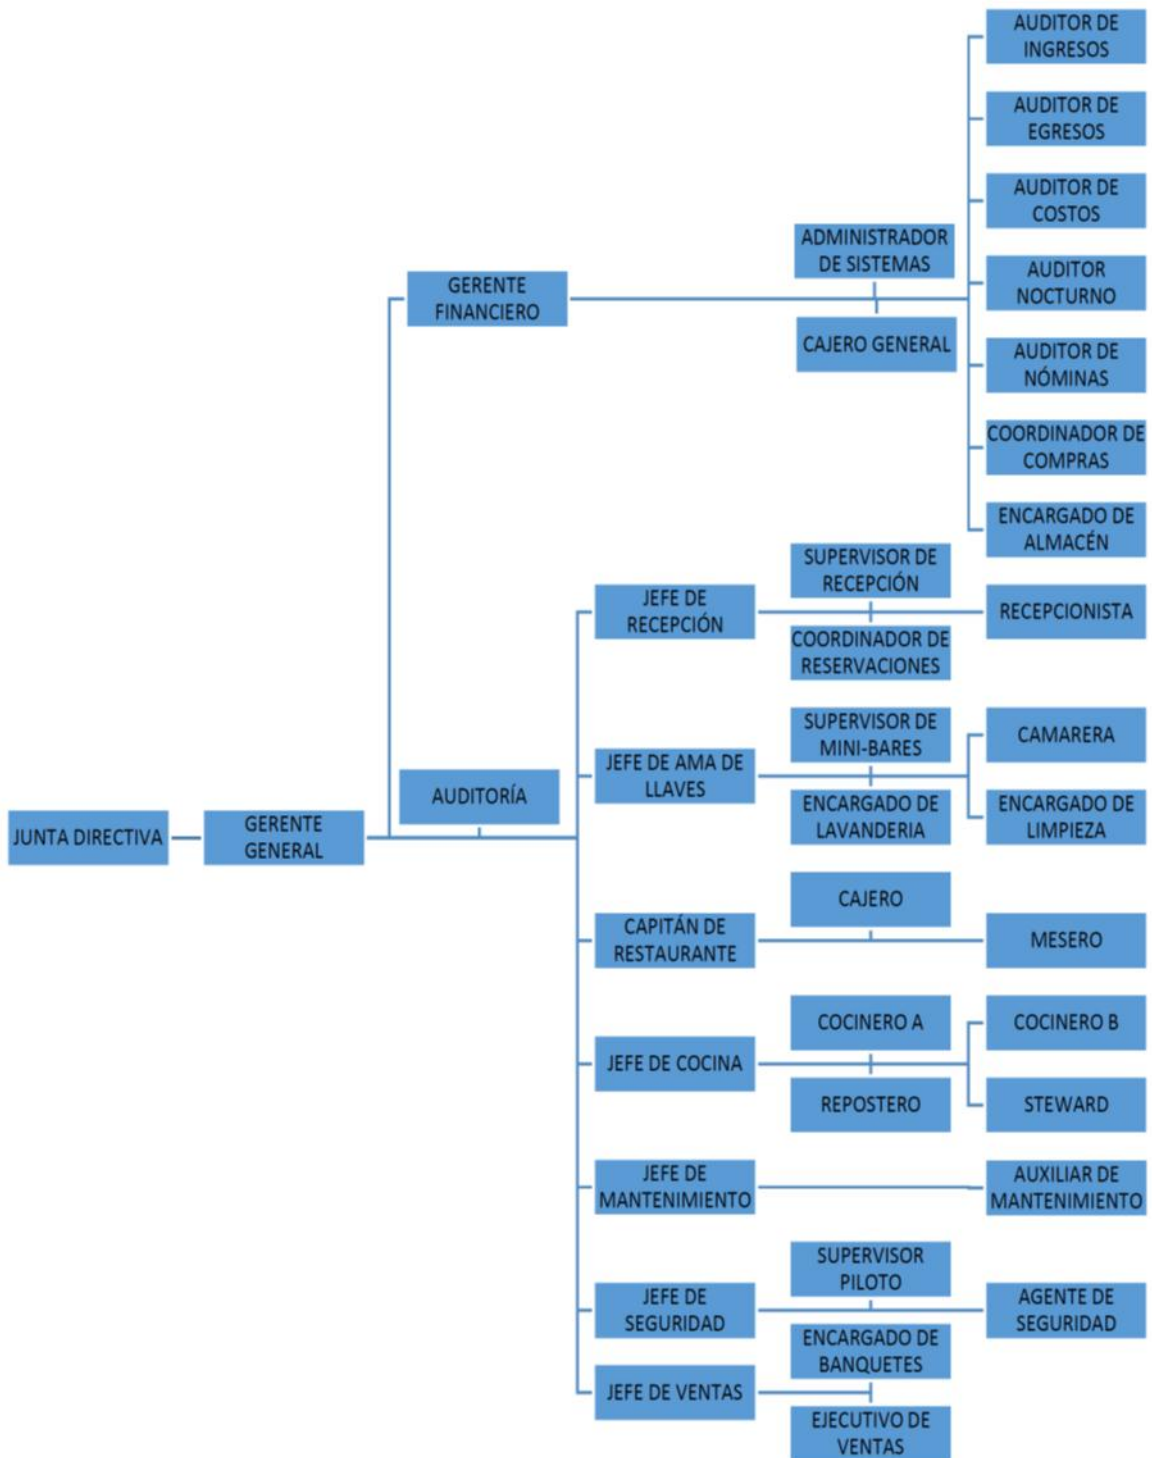 AUDITOR DE
INGRESOS
AUDITOR DE
EGRESOS
AUDITOR DE
COSTOS
ADMINISTRADOR
DE SISTEMAS
AUDITOR
NOCTURNO
GERENTE
FINANCIERO
CAJERO GENERAL
AUDITOR DE
NÓMINAS
COORDINADOR DE
COMPRAS
ENCARGADO DE
ALMACÉN
SUPERVISOR DE
RECEPCIÓN
JEFE DE
RECEPCIÓN
RECEPCIONISTA
COORDINADOR DE
RESERVACIONES
SUPERVISOR DE
MINI-BARES
CAMARERA
JEFE DE AMA DE
LLAVES
AUDITORÍA
ENCARGADO DE
LAVANDERIA
ENCARGADO DE
LIMPIEZA
JUNTA DIRECTIVA
GERENTE
GENERAL
CAJERO
CAPITÁN DE
RESTAURANTE
MESERO
COCINERO A
COCINERO B
JEFE DE COCINA
REPOSTERO
STEWARD
JEFE DE
MANTENIMIENTO
AUXILIAR DE
MANTENIMIENTO
SUPERVISOR
PILOTO
JEFE DE
SEGURIDAD
AGENTE DE
SEGURIDAD
ENCARGADO DE
BANQUETES
JEFE DE VENTAS
EJECUTIVO DE
VENTAS